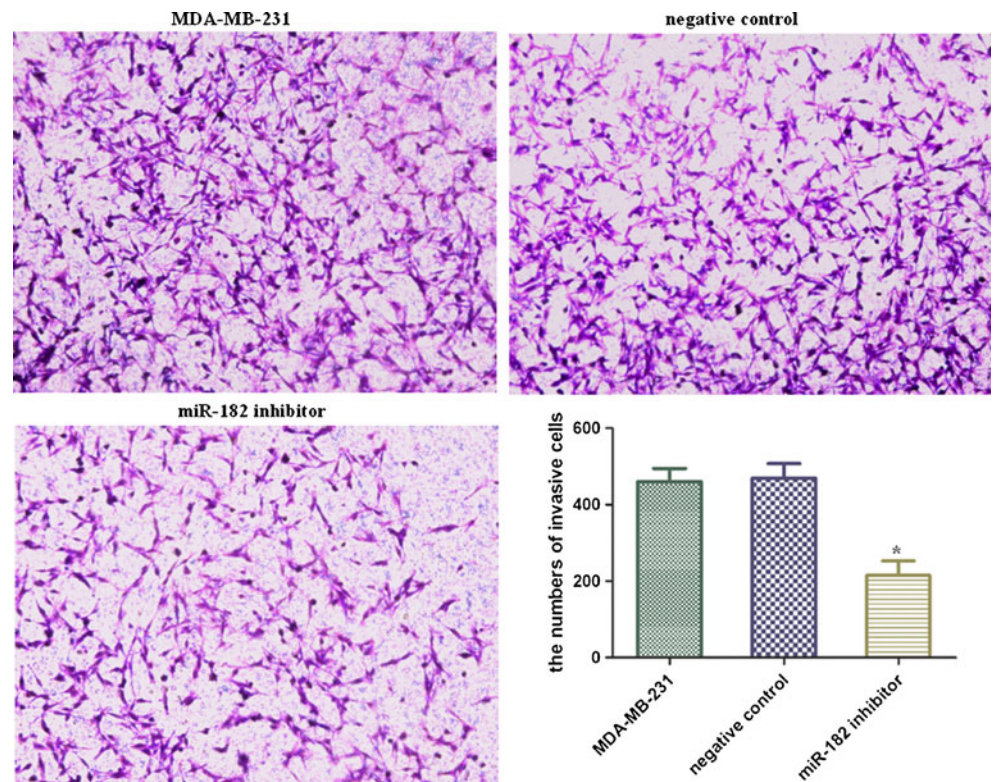 MDA-MB-231
negative control
miR-182 inhibitor
the numbers of invasive cells
600
400
200
0
*
MDA-MB-231
negative control
miR-182 inhibitor